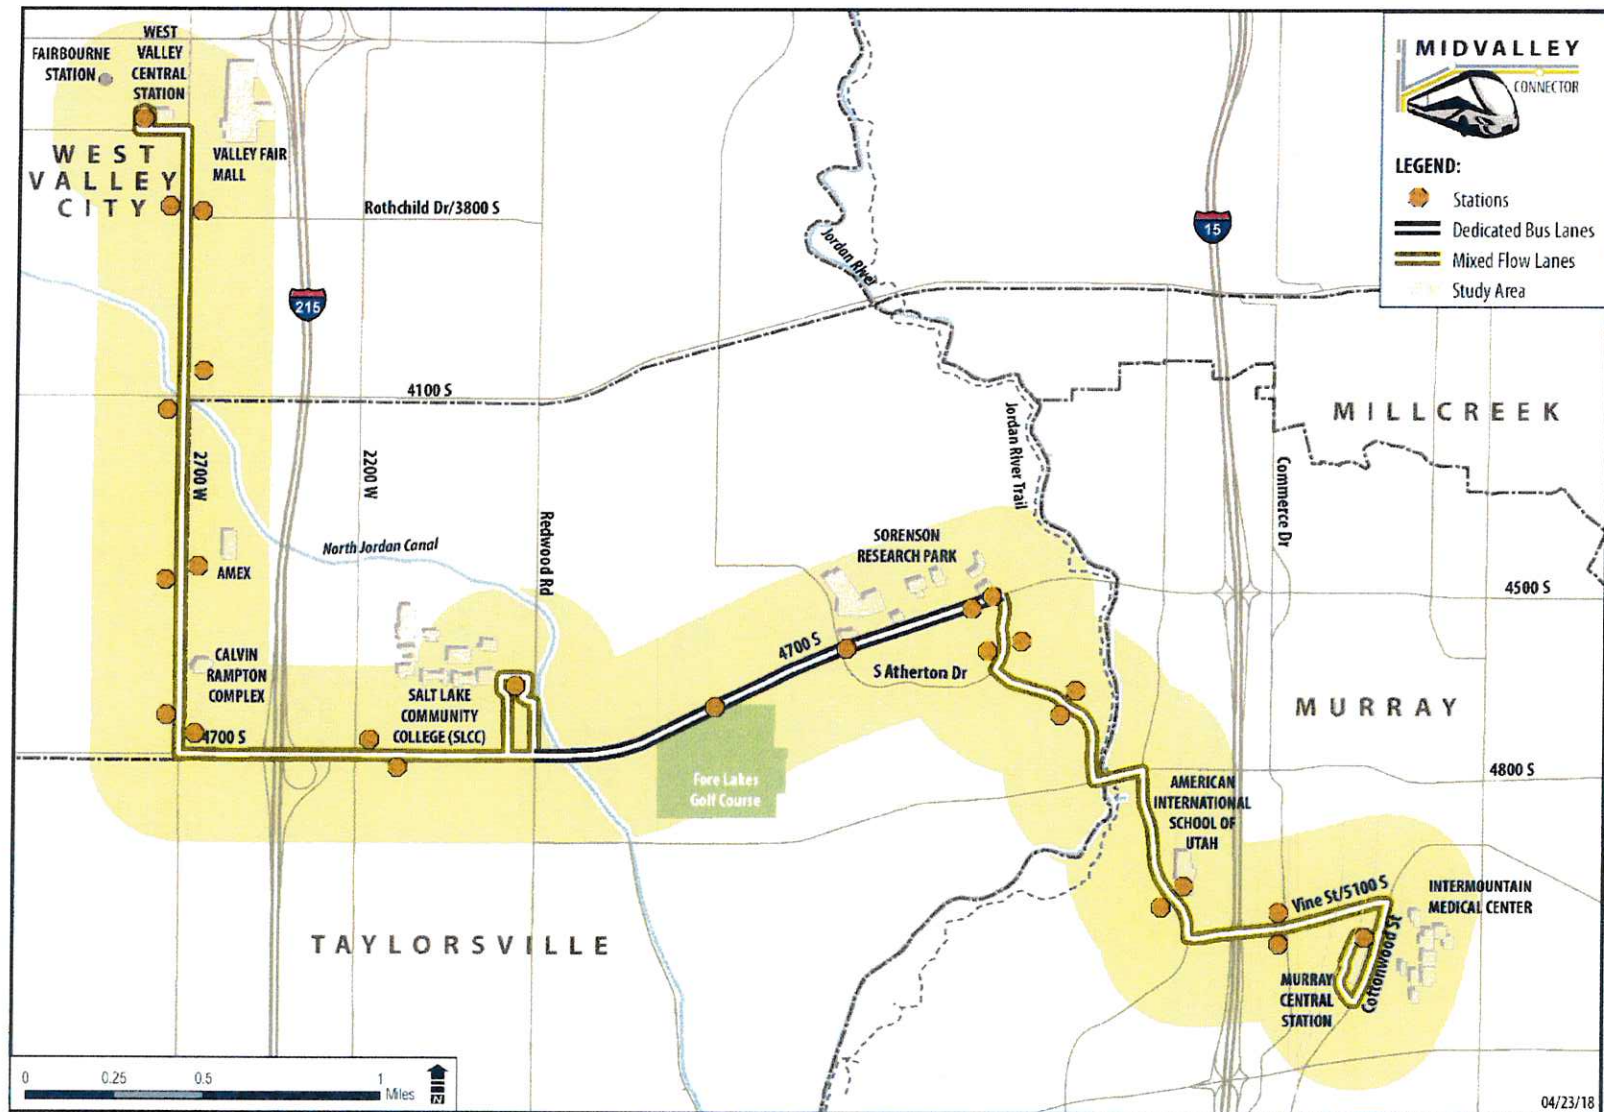 WEST
VALLEY
CENTRAL
STATION
FAIRBOURNE
STATION
VALLEY FAIR
MALL
WEST
VALLEY
CITY
Rothchild Dr/3800 S
215
4100 S
2700 W
2200 W
North Jordan Canal
Redwood Rd
AMEX
CALVIN
RAMPTON
COMPLEX
4700 S
SALT LAKE
COMMUNITY
COLLEGE (SLCC)
4700 S
SORENSON
RESEARCH PARK
S Atherton Dr
Fore Lakes
Golf Course
Jordan River
Jordan River Trail
15
Commerce Dr
MILLCREEK
4500 S
MURRAY
4800 S
AMERICAN
INTERNATIONAL
SCHOOL OF
UTAH
Vine St/5100 S
INTERMOUNTAIN
MEDICAL CENTER
Cottonwood St
MURRAY
CENTRAL
STATION
TAYLORSVILLE
MIDVALLEY
CONNECTOR
LEGEND:
Stations
Dedicated Bus Lanes
Mixed Flow Lanes
Study Area
0 0.25 0.5 1
Miles
N
04/23/18